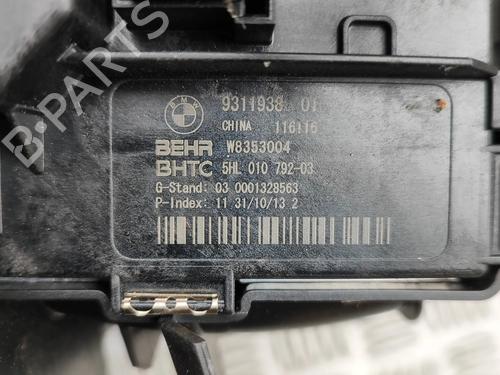 BMW
9311938 01
CHINA 116116
BEHR W8353004
BHTC 5HL 010 792-03
G-Stand: 03 0001328563
P-Index: 11 31/10/13 2
B-PARTS